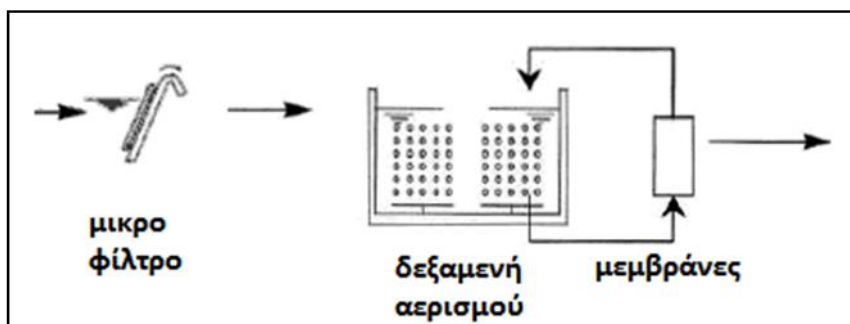 μικρο
φίλτρο
δεξαμενή
αερισμού
μεμβράνες